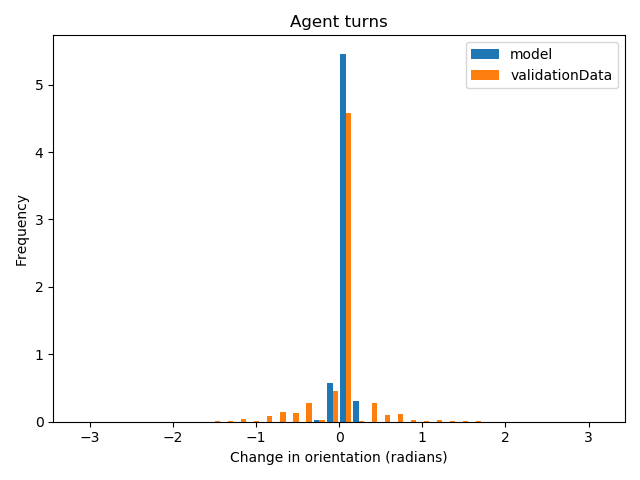 Agent turns
model
validationData
Frequency
5
4
3
2
1
0
−3 −2 −1 0 1 2 3
Change in orientation (radians)